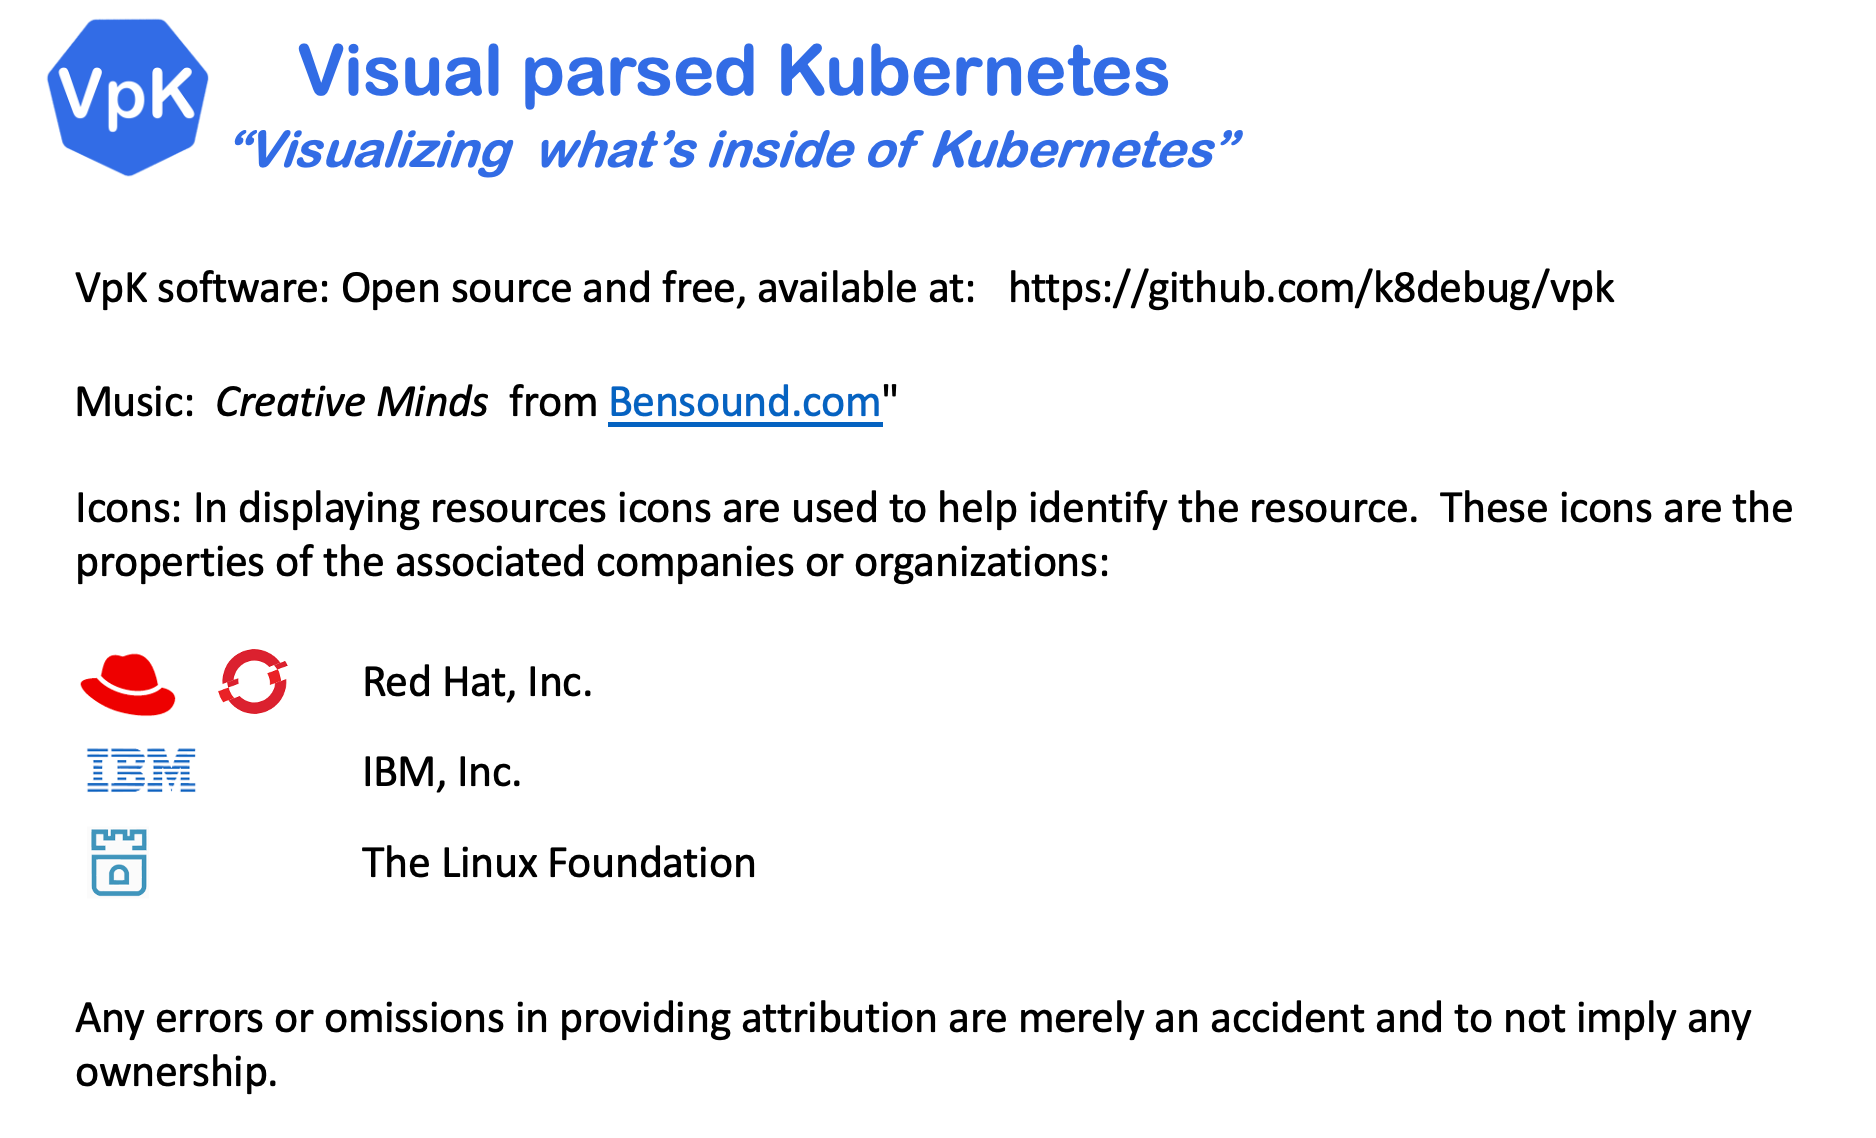 VpK
Visual parsed Kubernetes
“Visualizing  what’s inside of Kubernetes”
VpK software: Open source and free, available at:   https://github.com/k8debug/vpk
Music:  Creative Minds  from Bensound.com"
Icons: In displaying resources icons are used to help identify the resource.  These icons are the
properties of the associated companies or organizations:
Red Hat, Inc.
IBM IBM, Inc.
The Linux Foundation
Any errors or omissions in providing attribution are merely an accident and to not imply any
ownership.